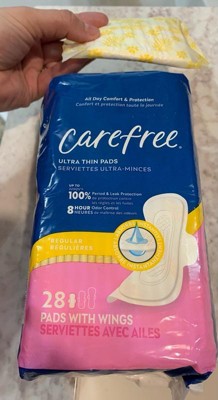 All Day Comfort & Protection
Confort et protection toute la journée
Carefree
ULTRA THIN PADS
SERVIETTES ULTRA-MINCES
UP TO
100% Period & Leak Protection
8 HOUR Odor Control
HEURES
REGULAR
RÉGULIÈRES
28
PADS WITH WINGS
SERVIETTES AVEC AILES